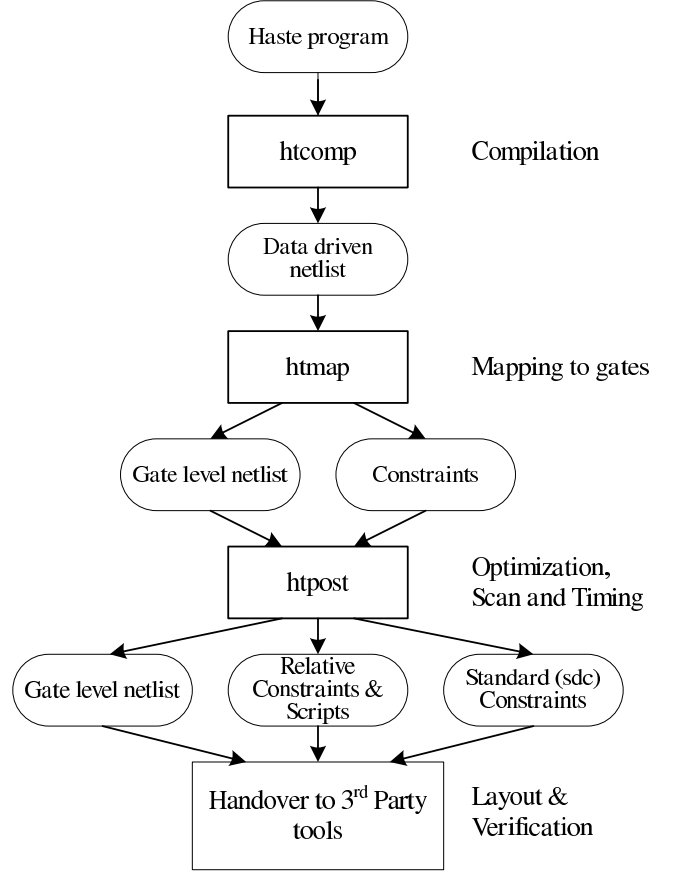 Haste program
htcomp
Compilation
Data driven
netlist
htmap
Mapping to gates
Gate level netlist
Constraints
htpost
Optimization,
Scan and Timing
Gate level netlist
Relative
Constraints &
Scripts
Standard (sdc)
Constraints
Handover to 3rd Party
tools
Layout &
Verification